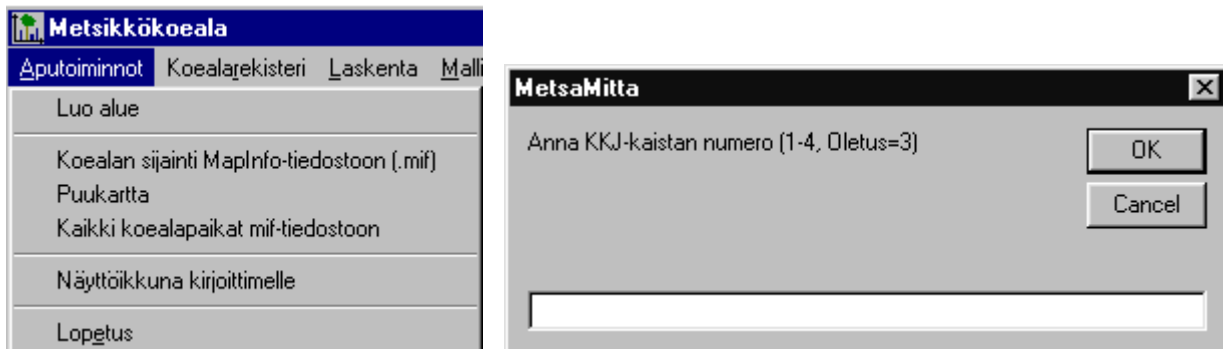 Metsikkökoeala
Aputoiminnot Koealarekisteri Laskenta Malli
Luo alue
Koealan sijainti MapInfo-tiedostoon (.mif)
Puukartta
Kaikki koealapaikat mif-tiedostoon
Näyttöikkuna kirjoittimelle
Lopetus
MetsaMitta
Anna KKJ-kaistan numero (1-4, Oletus=3)
OK
Cancel